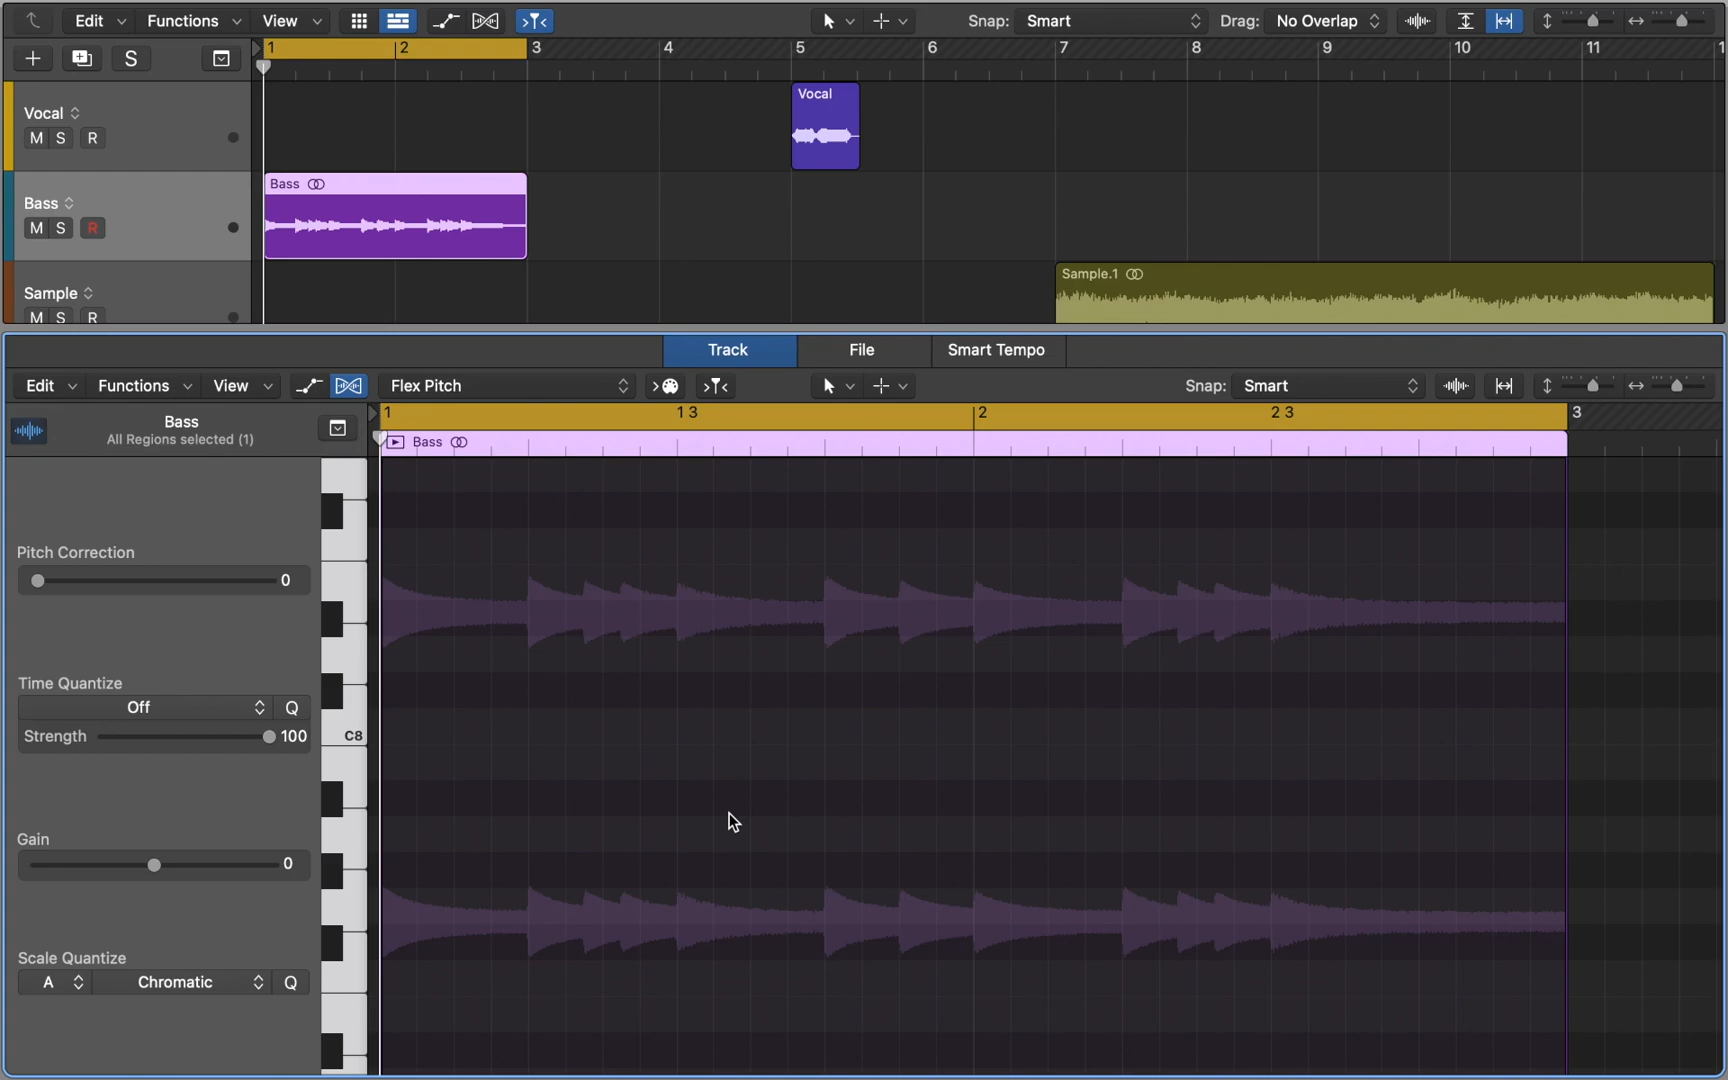 Edit Functions View Snap: Smart Drag: No Overlap
S 1 2 3 4 5 6 7 8 9 10 11 1
Vocal
M S R
Vocal
Bass
M S R
Bass
Sample
M S R
Sample.1
Track File Smart Tempo
Edit Functions View Flex Pitch Snap: Smart
Bass
All Regions selected (1)
1 1 3 2 2 3 3
Bass
Pitch Correction
0
Time Quantize
Off Q
Strength 100
C8
Gain
0
Scale Quantize
A Chromatic Q